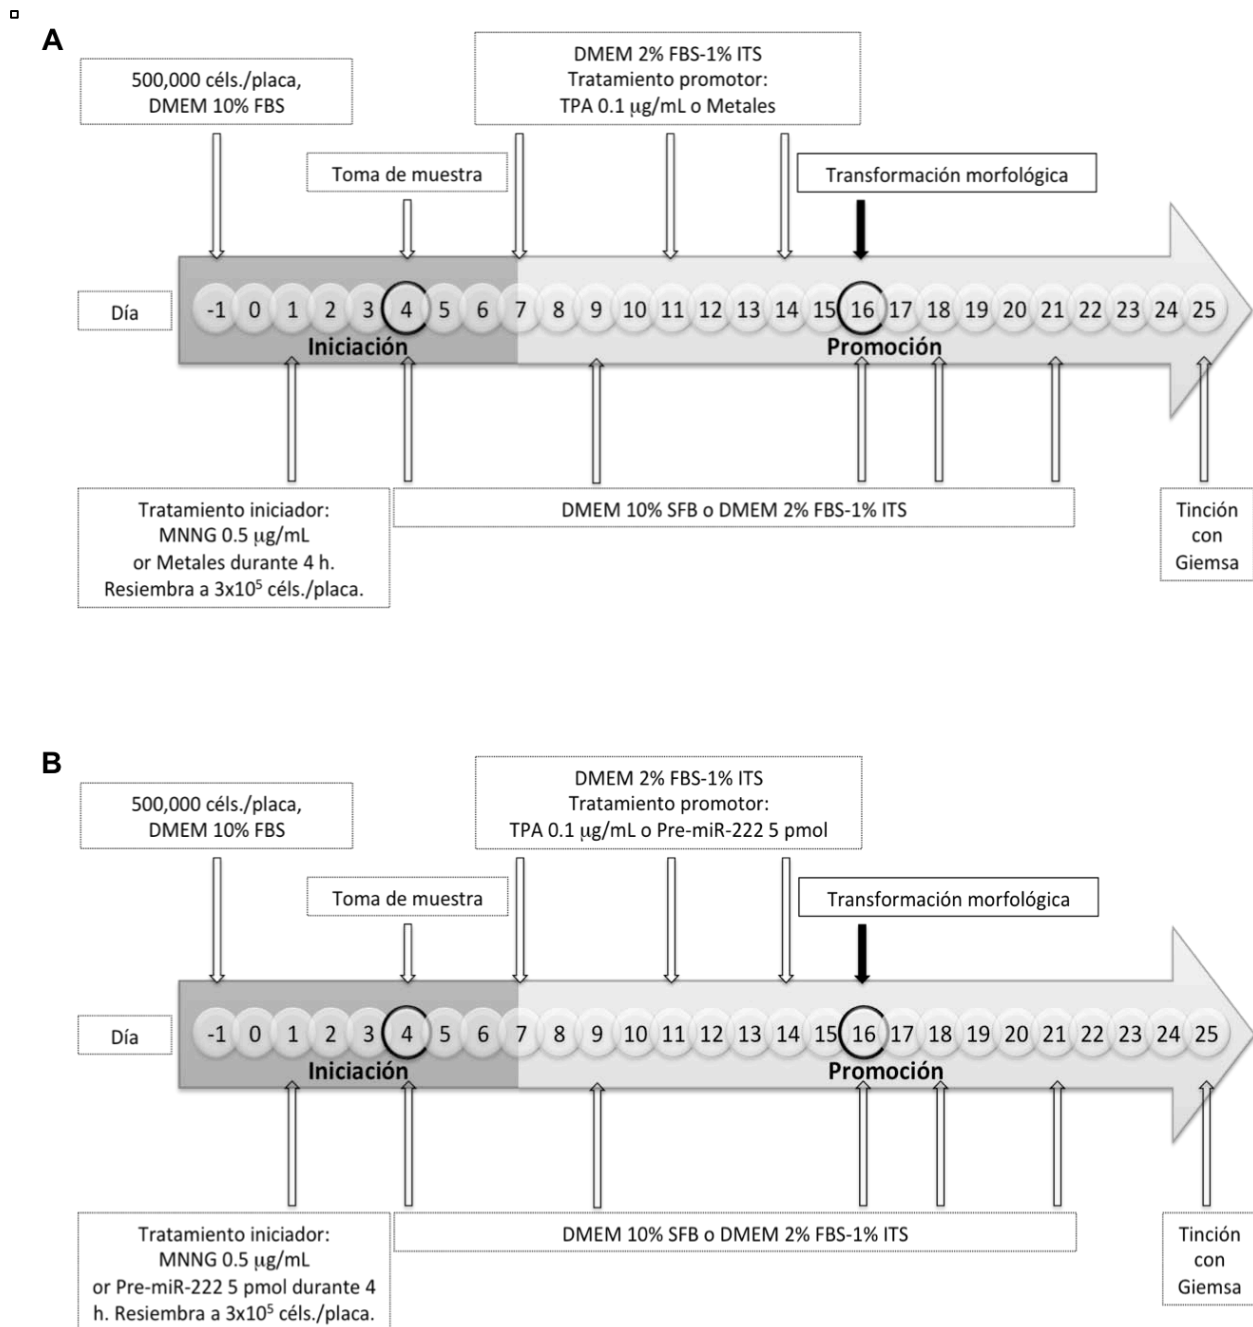 A
500,000 céls./placa,
DMEM 10% FBS
DMEM 2% FBS-1% ITS
Tratamiento promotor:
TPA 0.1 μg/mL o Metales
Toma de muestra
Transformación morfológica
Día
-1 0 1 2 3 4 5 6 7 8 9 10 11 12 13 14 15 16 17 18 19 20 21 22 23 24 25
Iniciación
Promoción
Tratamiento iniciador:
MNNG 0.5 μg/mL
or Metales durante 4 h.
Resiembra a 3x10⁵ céls./placa.
DMEM 10% SFB o DMEM 2% FBS-1% ITS
Tinción
con
Giemsa
B
500,000 céls./placa,
DMEM 10% FBS
DMEM 2% FBS-1% ITS
Tratamiento promotor:
TPA 0.1 μg/mL o Pre-miR-222 5 pmol
Toma de muestra
Transformación morfológica
Día
-1 0 1 2 3 4 5 6 7 8 9 10 11 12 13 14 15 16 17 18 19 20 21 22 23 24 25
Iniciación
Promoción
Tratamiento iniciador:
MNNG 0.5 μg/mL
or Pre-miR-222 5 pmol durante 4
h. Resiembra a 3x10⁵ céls./placa.
DMEM 10% SFB o DMEM 2% FBS-1% ITS
Tinción
con
Giemsa